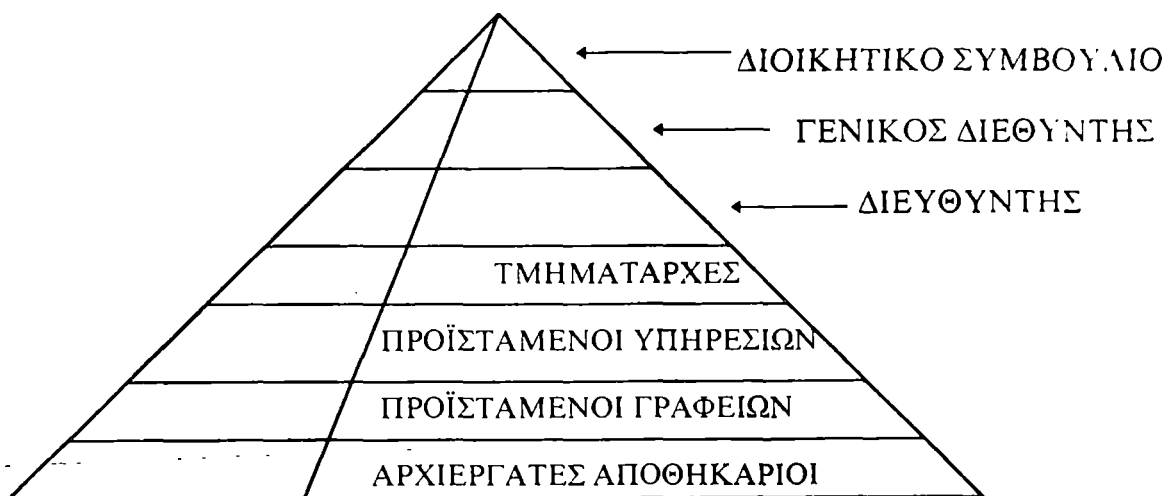 ΔΙΟΙΚΗΤΙΚΟ ΣΥΜΒΟΥΛΙΟ
ΓΕΝΙΚΟΣ ΔΙΕΘΥΝΤΗΣ
ΔΙΕΥΘΥΝΤΗΣ
ΤΜΗΜΑΤΑΡΧΕΣ
ΠΡΟΪΣΤΑΜΕΝΟΙ ΥΠΗΡΕΣΙΩΝ
ΠΡΟΪΣΤΑΜΕΝΟΙ ΓΡΑΦΕΙΩΝ
ΑΡΧΙΕΡΓΑΤΕΣ ΑΠΟΘΗΚΑΡΙΟΙ